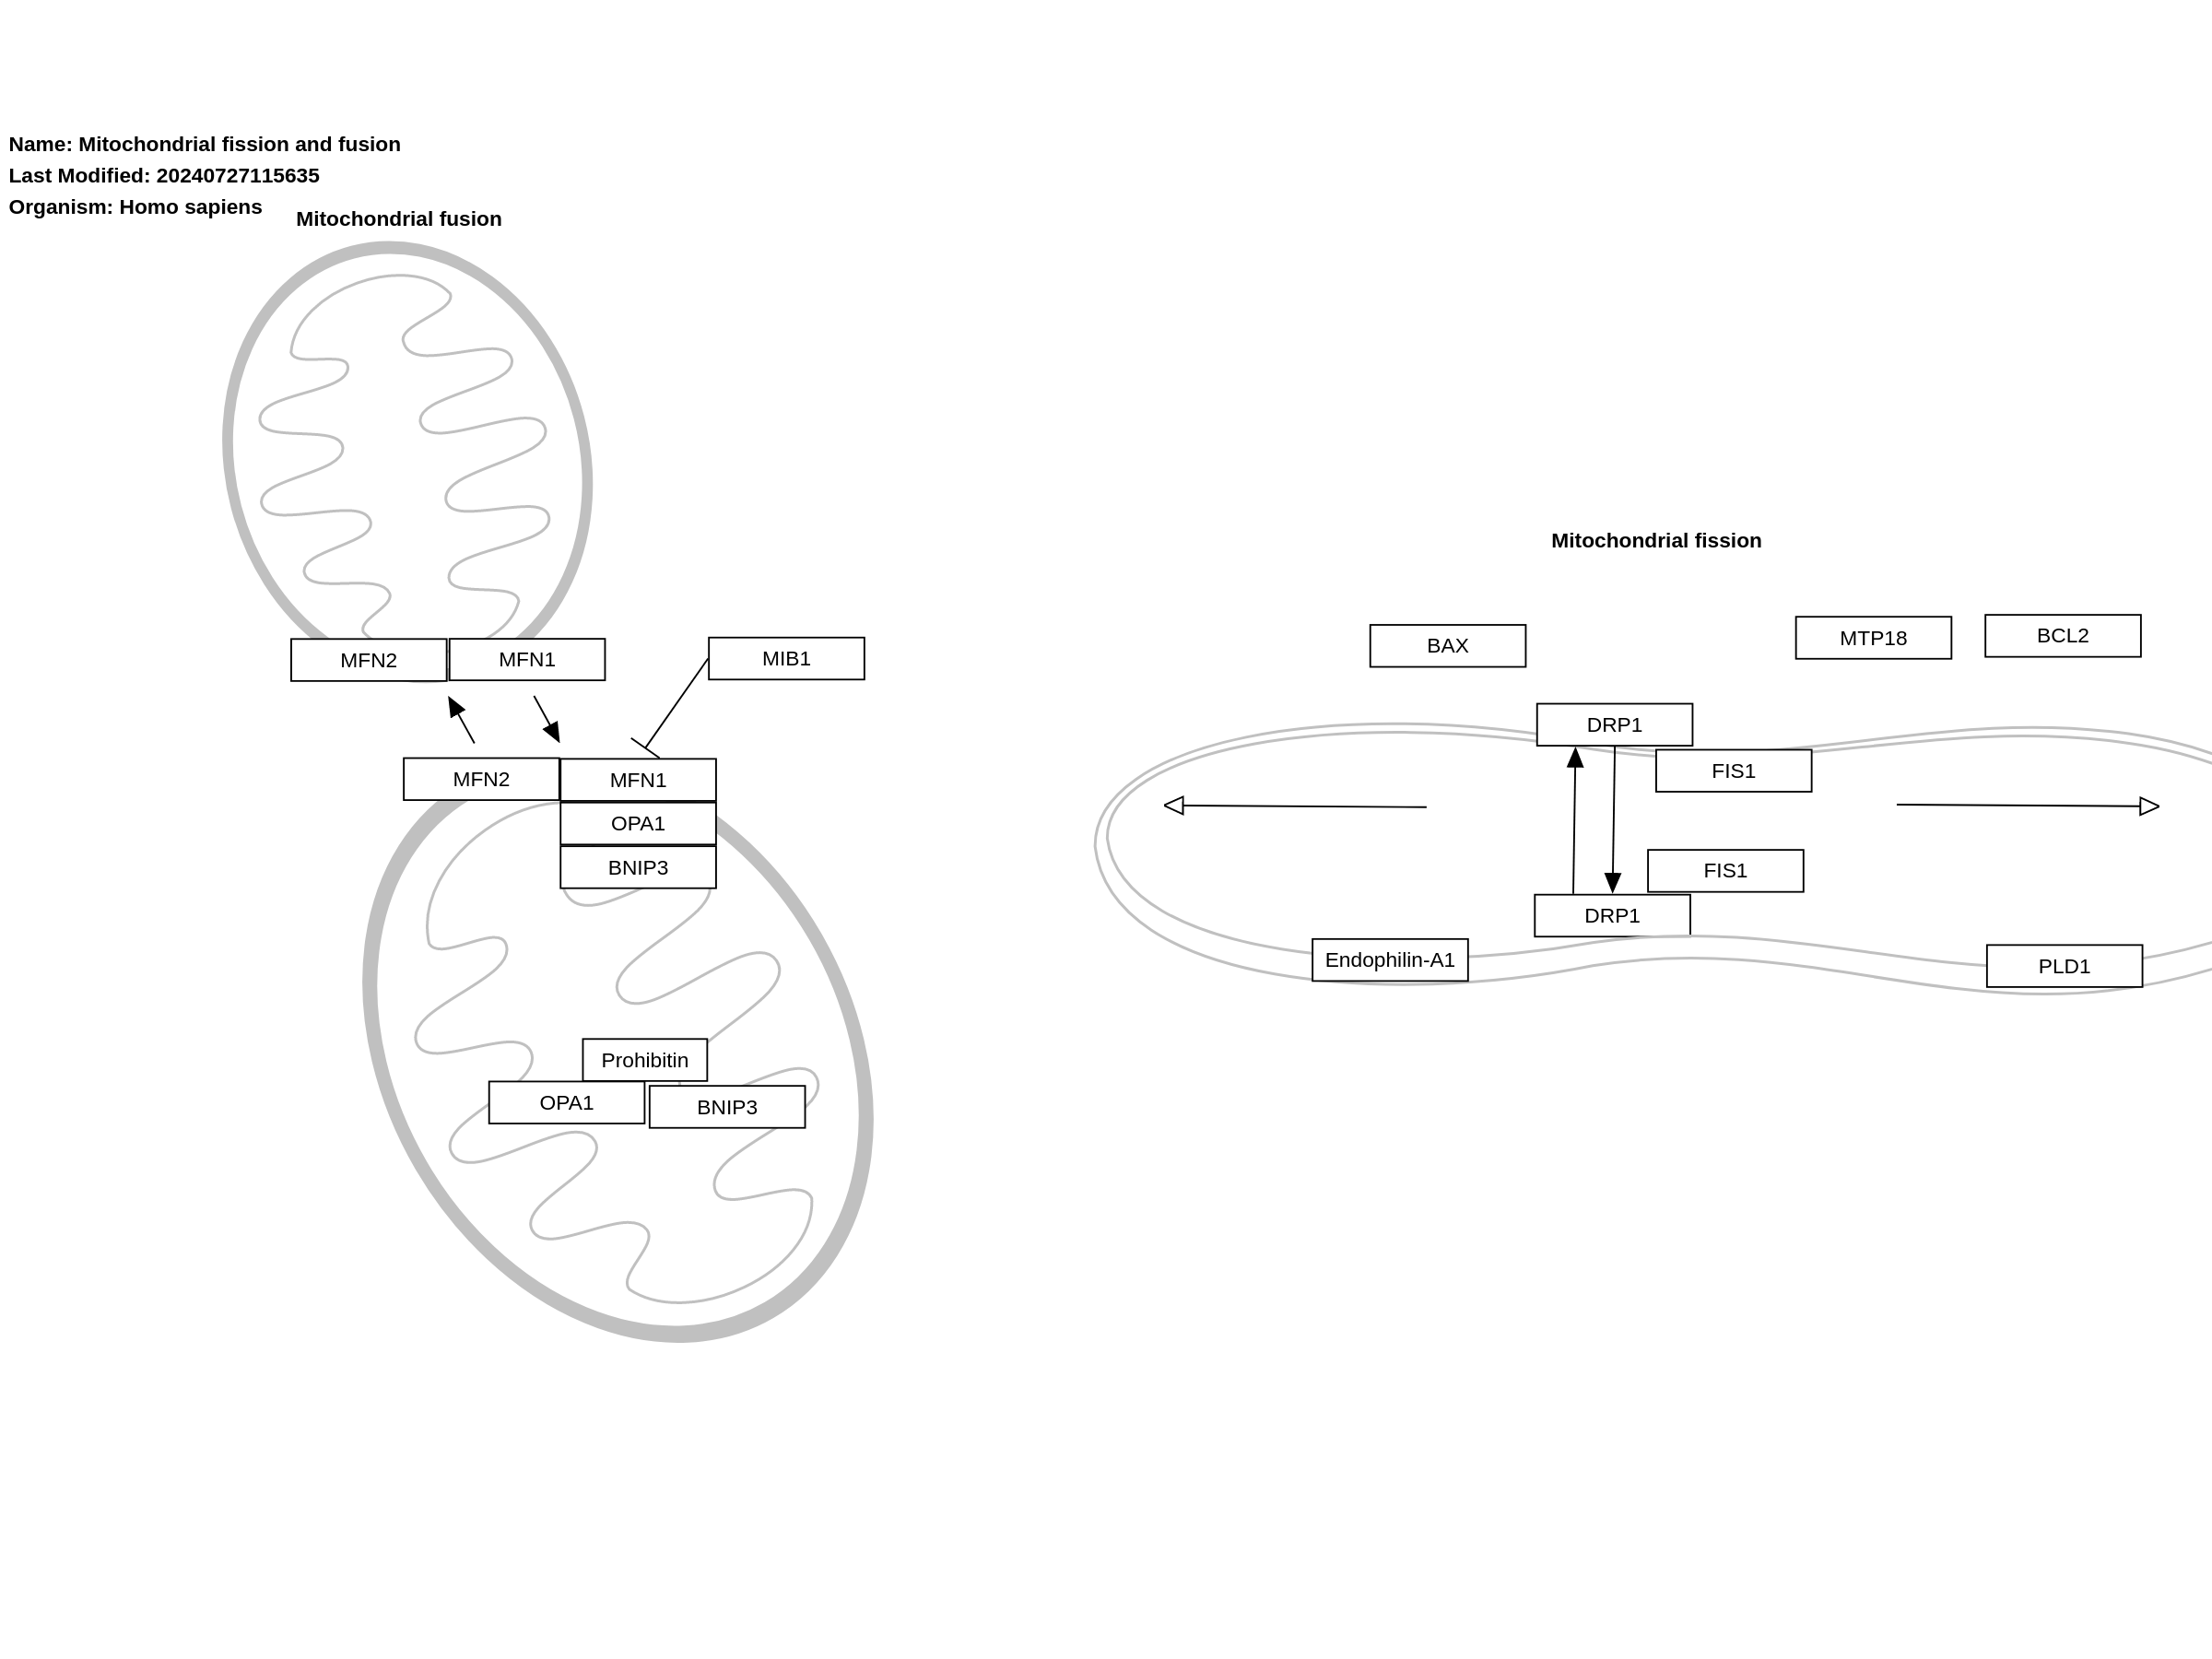 Name: Mitochondrial fission and fusion
Last Modified: 20240727115635
Organism: Homo sapiens
Mitochondrial fusion
Mitochondrial fission
MFN2
MFN1
MIB1
MFN2
MFN1
OPA1
BNIP3
Prohibitin
OPA1
BNIP3
BAX
MTP18
BCL2
DRP1
FIS1
FIS1
DRP1
Endophilin-A1
PLD1